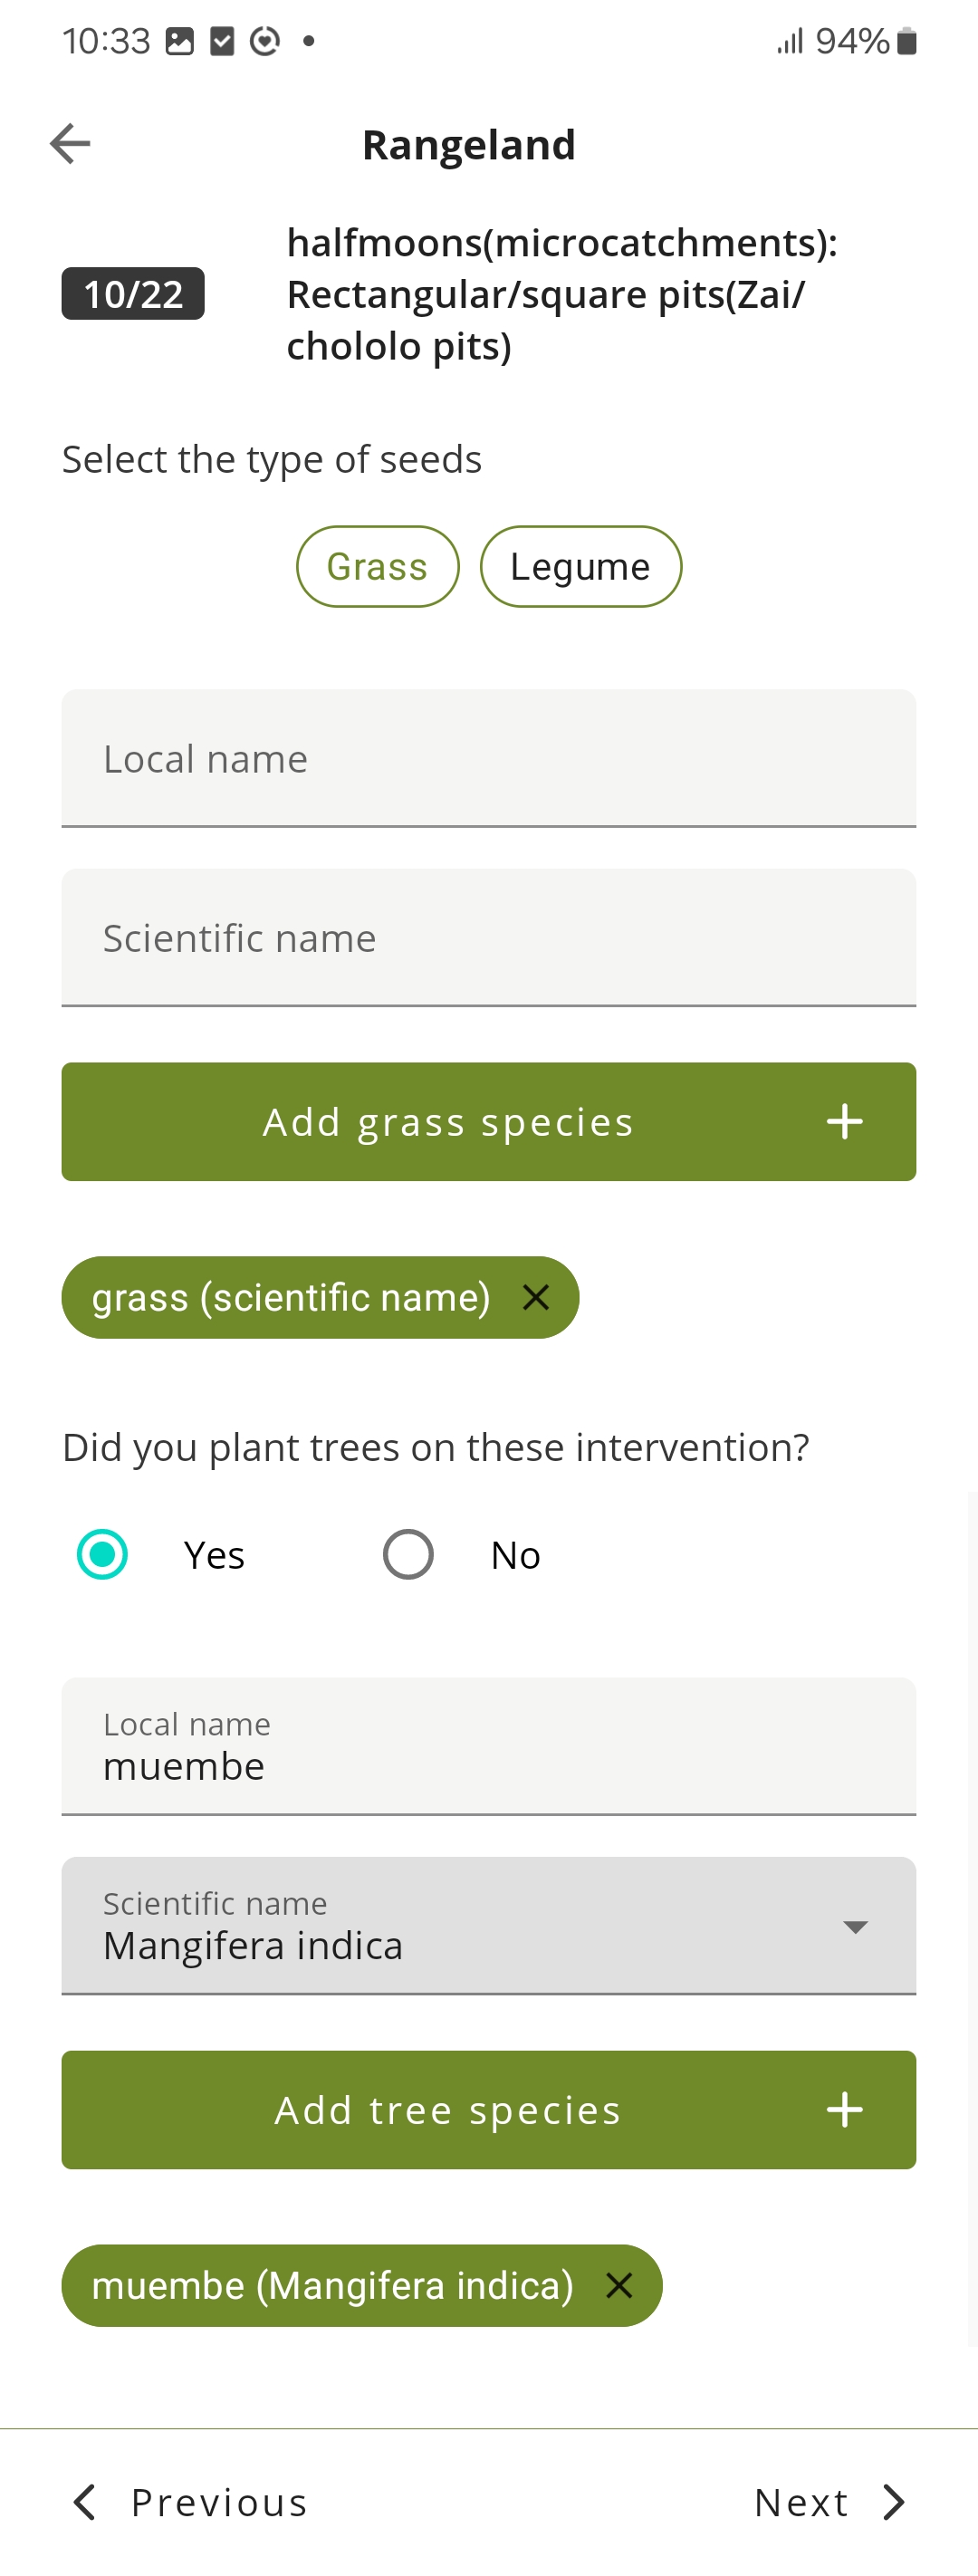 10:33
94%
Rangeland
10/22
halfmoons(microcatchments):
Rectangular/square pits(Zai/
chololo pits)
Select the type of seeds
Grass
Legume
Local name
Scientific name
Add grass species
grass (scientific name)
Did you plant trees on these intervention?
Yes
No
Local name
muembe
Scientific name
Mangifera indica
Add tree species
muembe (Mangifera indica)
Previous
Next